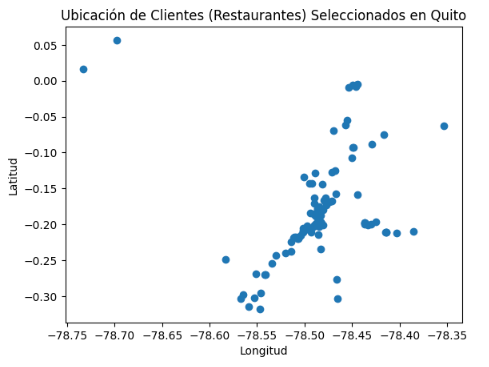 Ubicación de Clientes (Restaurantes) Seleccionados en Quito
0.05
0.00
−0.05
−0.10
−0.15
−0.20
−0.25
−0.30
Latitud
−78.75 −78.70 −78.65 −78.60 −78.55 −78.50 −78.45 −78.40 −78.35
Longitud